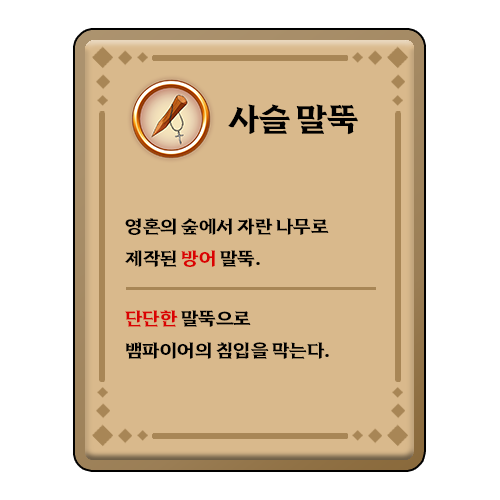 사슬 말뚝
영혼의 숲에서 자란 나무로
제작된 방어 말뚝.
단단한 말뚝으로
뱀파이어의 침입을 막는다.